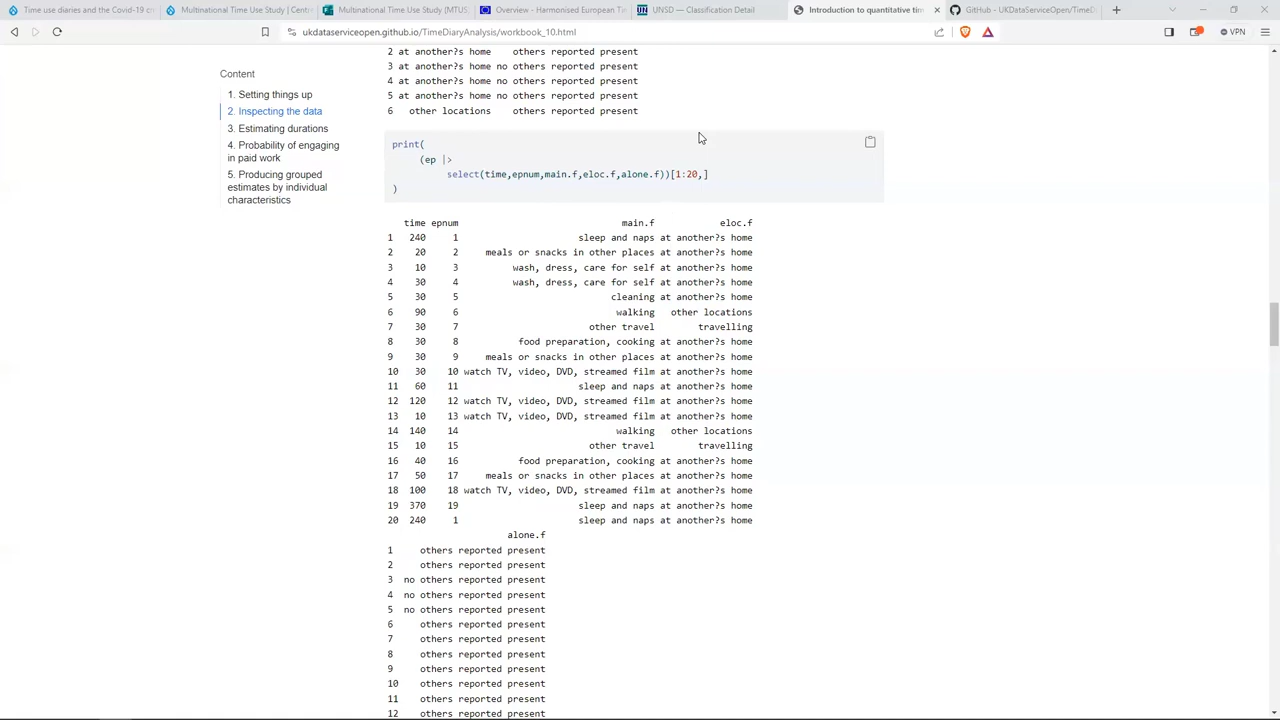 Time use diaries and the Covid-19 cr
Multinational Time Use Study | Centr
Multinational Time Use Study (MTUS
Overview - Harmonised European Ti
UNSD — Classification Detail
Introduction to quantitative tim
GitHub - UKDataServiceOpen/TimeD
ukdataserviceopen.github.io/TimeDiaryAnalysis/workbook_10.html
VPN
Content
1. Setting things up
2. Inspecting the data
3. Estimating durations
4. Probability of engaging
in paid work
5. Producing grouped
estimates by individual
characteristics
2 at another?s home    others reported present
3 at another?s home no others reported present
4 at another?s home no others reported present
5 at another?s home no others reported present
6   other locations    others reported present
print(
(ep |>
select(time,epnum,main.f,eloc.f,alone.f))[1:20,]
)
time epnum main.f eloc.f
1 240 1 sleep and naps at another?s home
2 20 2 meals or snacks in other places at another?s home
3 10 3 wash, dress, care for self at another?s home
4 30 4 wash, dress, care for self at another?s home
5 30 5 cleaning at another?s home
6 90 6 walking other locations
7 30 7 other travel travelling
8 30 8 food preparation, cooking at another?s home
9 30 9 meals or snacks in other places at another?s home
10 30 10 watch TV, video, DVD, streamed film at another?s home
11 60 11 sleep and naps at another?s home
12 120 12 watch TV, video, DVD, streamed film at another?s home
13 10 13 watch TV, video, DVD, streamed film at another?s home
14 140 14 walking other locations
15 10 15 other travel travelling
16 40 16 food preparation, cooking at another?s home
17 50 17 meals or snacks in other places at another?s home
18 100 18 watch TV, video, DVD, streamed film at another?s home
19 370 19 sleep and naps at another?s home
20 240 1 sleep and naps at another?s home
alone.f
1 others reported present
2 others reported present
3 no others reported present
4 no others reported present
5 no others reported present
6 others reported present
7 others reported present
8 others reported present
9 others reported present
10 others reported present
11 others reported present
12 others reported present